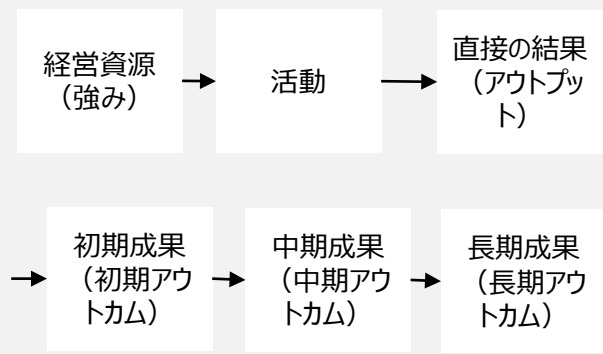 経営資源
（強み）
活動
直接の結果
（アウトプッ
ト）
初期成果
（初期アウ
トカム）
中期成果
（中期アウ
トカム）
長期成果
（長期アウ
トカム）